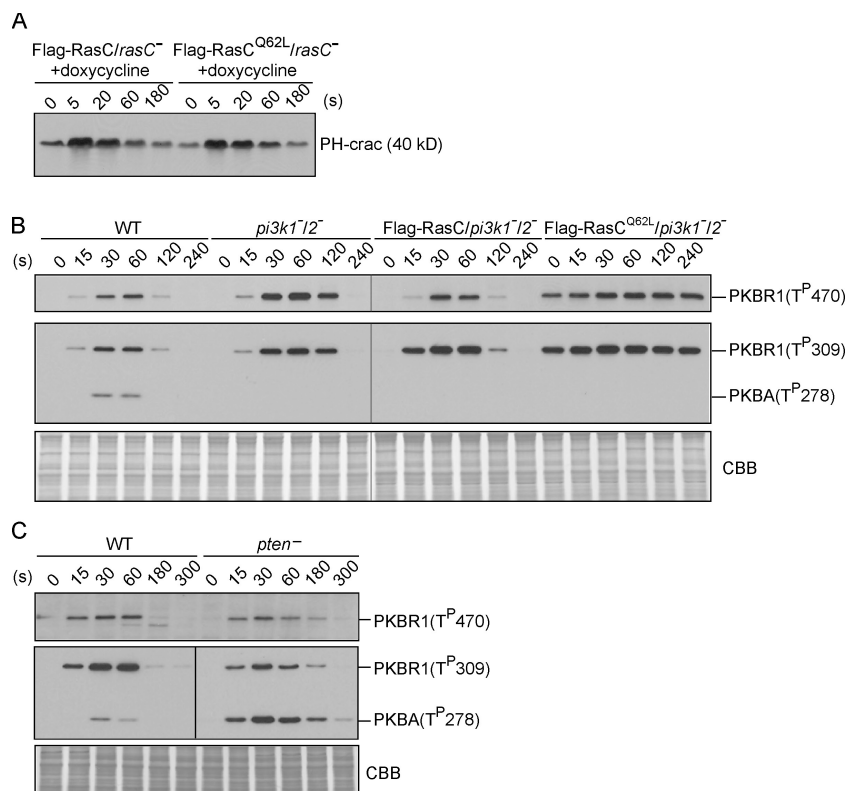 A
Flag-RasC/rasC⁻ Flag-RasC^Q62L/rasC⁻
+doxycycline +doxycycline
0 5 20 60 180 0 5 20 60 180 (s)
PH-crac (40 kD)
B
WT pi3k1⁻/2⁻ Flag-RasC/pi3k1⁻/2⁻ Flag-RasC^Q62L/pi3k1⁻/2⁻
(s) 0 15 30 60 120 240 0 15 30 60 120 240 0 15 30 60 120 240 0 15 30 60 120 240
PKBR1(T^P470)
PKBR1(T^P309)
PKBA(T^P278)
CBB
C
WT pten⁻
(s) 0 15 30 60 180 300 0 15 30 60 180 300
PKBR1(T^P470)
PKBR1(T^P309)
PKBA(T^P278)
CBB